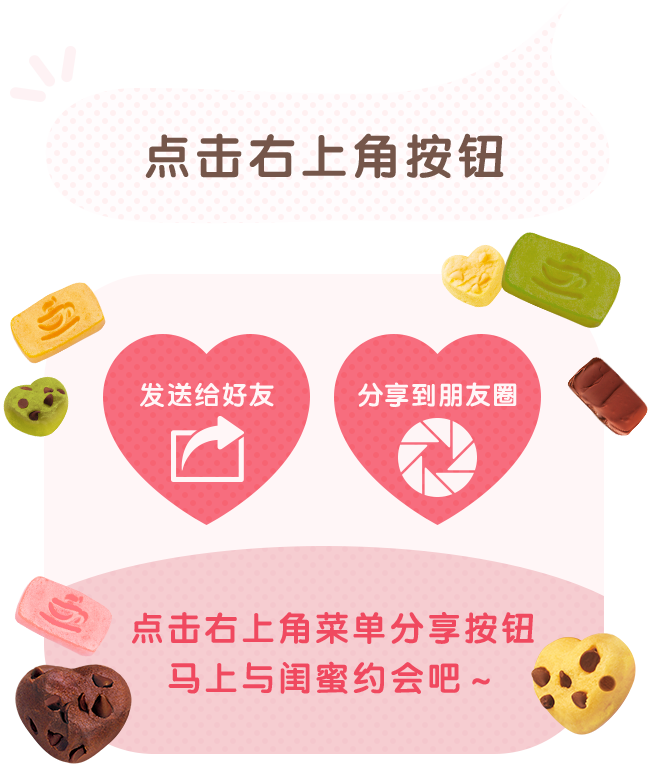 点击右上角按钮
发送给好友
分享到朋友圈
点击右上角菜单分享按钮
马上与闺蜜约会吧～